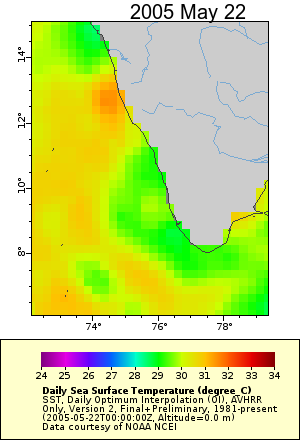 2005 May 22
14°
12°
10°
8°
74° 76° 78°
24 25 26 27 28 29 30 31 32 33 34
Daily Sea Surface Temperature (degree_C)
SST, Daily Optimum Interpolation (OI), AVHRR
Only, Version 2, Final+Preliminary, 1981-present
(2005-05-22T00:00:00Z, Altitude=0.0 m)
Data courtesy of NOAA NCEI